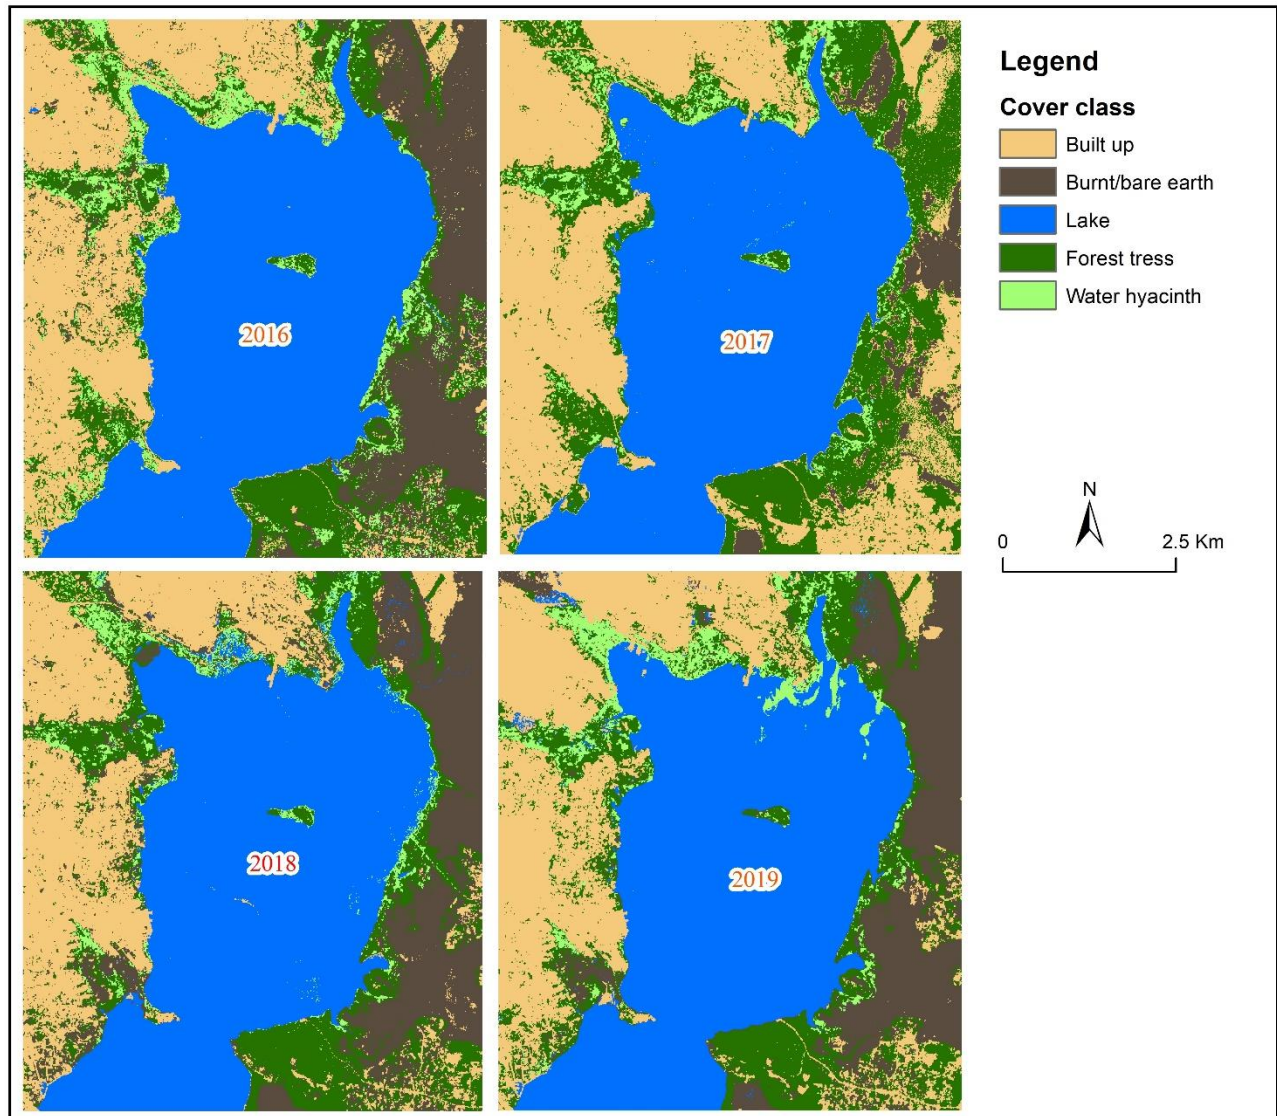 2016
2017
2018
2019
Legend
Cover class
Built up
Burnt/bare earth
Lake
Forest tress
Water hyacinth
N
0 2.5 Km